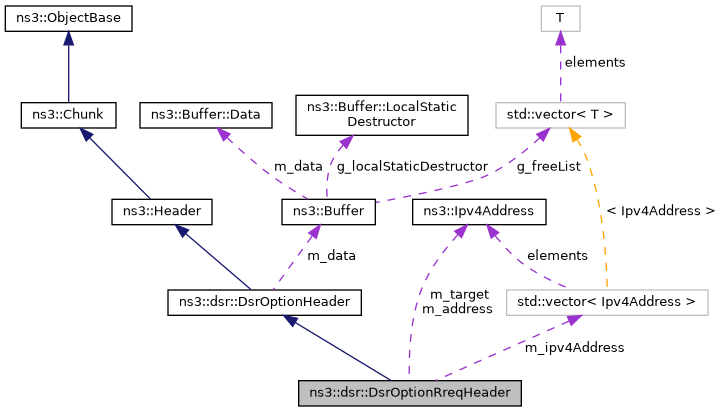 ns3::ObjectBase
T
elements
ns3::Chunk
ns3::Buffer::Data
ns3::Buffer::LocalStatic
Destructor
std::vector< T >
m_data
g_localStaticDestructor
g_freeList
ns3::Header
ns3::Buffer
ns3::Ipv4Address
< Ipv4Address >
m_data
elements
ns3::dsr::DsrOptionHeader
m_target
m_address
std::vector< Ipv4Address >
m_ipv4Address
ns3::dsr::DsrOptionRreqHeader